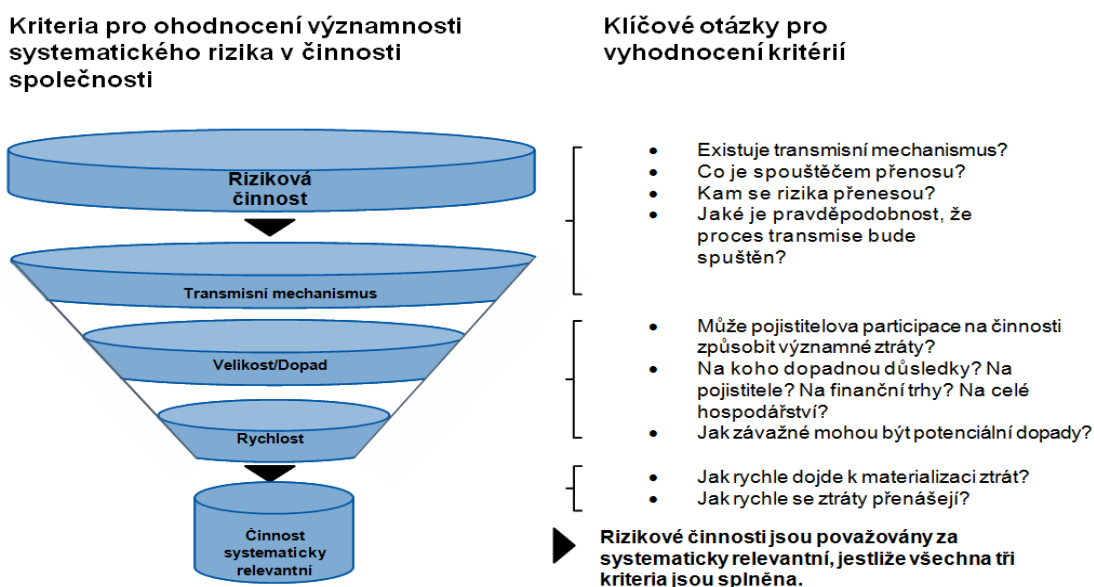 Kriteria pro ohodnocení významnosti
systematického rizika v činnosti
společnosti
Klíčové otázky pro
vyhodnocení kritérií
Riziková
činnost
Transmisní mechanismus
Velikost/Dopad
Rychlost
Činnost
systematicky
relevantní
• Existuje transmisní mechanismus?
• Co je spouštěčem přenosu?
• Kam se rizika přenesou?
• Jaké je pravděpodobnost, že
proces transmise bude
spuštěn?
• Může pojistitelova participace na činnosti
způsobit významné ztráty?
• Na koho dopadnou důsledky? Na
pojistitele? Na finanční trhy? Na celé
hospodářství?
• Jak závažné mohou být potenciální dopady?
• Jak rychle dojde k materializaci ztrát?
• Jak rychle se ztráty přenášejí?
Rizikové činnosti jsou považovány za
systematicky relevantní, jestliže všechna tři
kriteria jsou splněna.